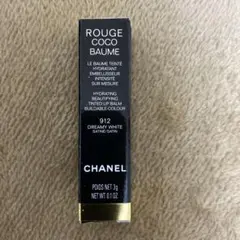 ROUGE
COCO
BAUME
LE BAUME TEINTÉ
HYDRATANT
EMBELLISSEUR
INTENSITÉ
SUR MESURE
HYDRATING
BEAUTIFYING
TINTED LIP BALM
BUILDABLE COLOUR
912
DREAMY WHITE
SATINÉ/SATIN
CHANEL
POIDS NET 3g
NET WT. 0.1 OZ.